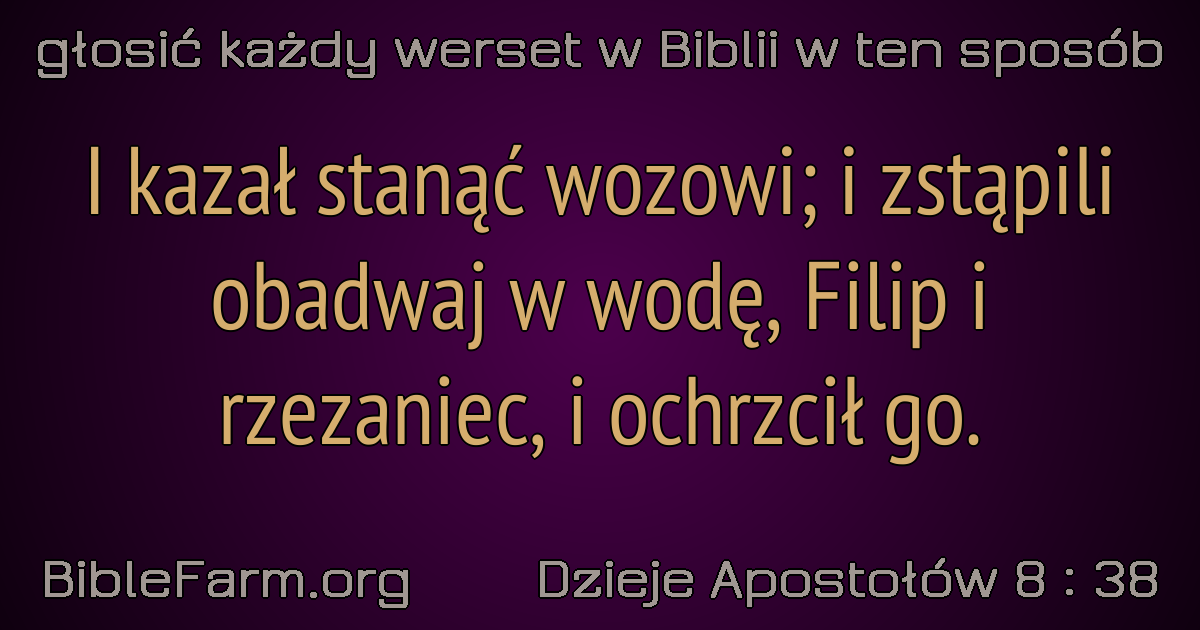 głosić każdy werset w Biblii w ten sposób
I kazał stanąć wozowi; i zstąpili
obadwaj w wodę, Filip i
rzezaniec, i ochrzcił go.
BibleFarm.org
Dzieje Apostołów 8 : 38